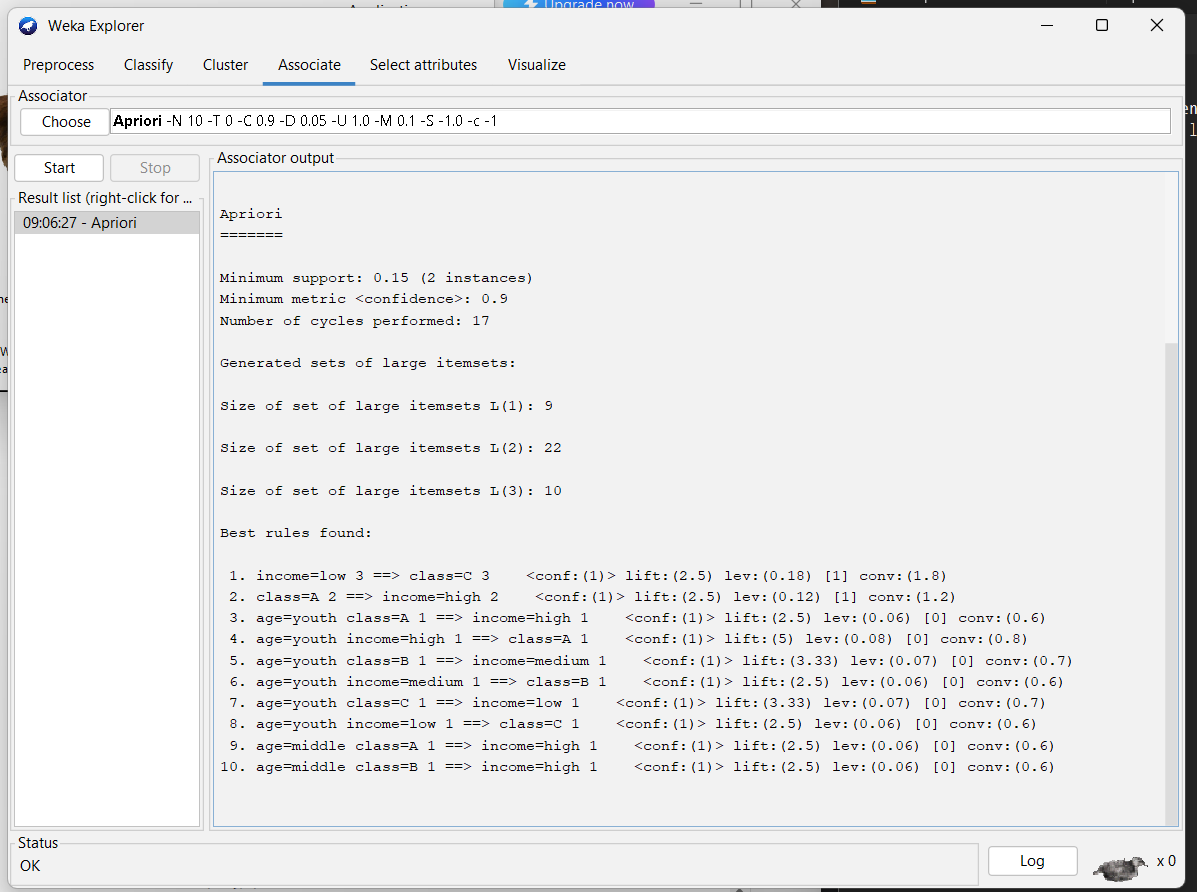 Upgrade now
Weka Explorer
Preprocess Classify Cluster Associate Select attributes Visualize
Associator
Choose Apriori -N 10 -T 0 -C 0.9 -D 0.05 -U 1.0 -M 0.1 -S -1.0 -c -1
Start Stop
Result list (right-click for ...
09:06:27 - Apriori
Associator output
Apriori
=======
Minimum support: 0.15 (2 instances)
Minimum metric <confidence>: 0.9
Number of cycles performed: 17
Generated sets of large itemsets:
Size of set of large itemsets L(1): 9
Size of set of large itemsets L(2): 22
Size of set of large itemsets L(3): 10
Best rules found:
1. income=low 3 ==> class=C 3 <conf:(1)> lift:(2.5) lev:(0.18) [1] conv:(1.8)
2. class=A 2 ==> income=high 2 <conf:(1)> lift:(2.5) lev:(0.12) [1] conv:(1.2)
3. age=youth class=A 1 ==> income=high 1 <conf:(1)> lift:(2.5) lev:(0.06) [0] conv:(0.6)
4. age=youth income=high 1 ==> class=A 1 <conf:(1)> lift:(5) lev:(0.08) [0] conv:(0.8)
5. age=youth class=B 1 ==> income=medium 1 <conf:(1)> lift:(3.33) lev:(0.07) [0] conv:(0.7)
6. age=youth income=medium 1 ==> class=B 1 <conf:(1)> lift:(2.5) lev:(0.06) [0] conv:(0.6)
7. age=youth class=C 1 ==> income=low 1 <conf:(1)> lift:(3.33) lev:(0.07) [0] conv:(0.7)
8. age=youth income=low 1 ==> class=C 1 <conf:(1)> lift:(2.5) lev:(0.06) [0] conv:(0.6)
9. age=middle class=A 1 ==> income=high 1 <conf:(1)> lift:(2.5) lev:(0.06) [0] conv:(0.6)
10. age=middle class=B 1 ==> income=high 1 <conf:(1)> lift:(2.5) lev:(0.06) [0] conv:(0.6)
Status
OK
Log
x 0